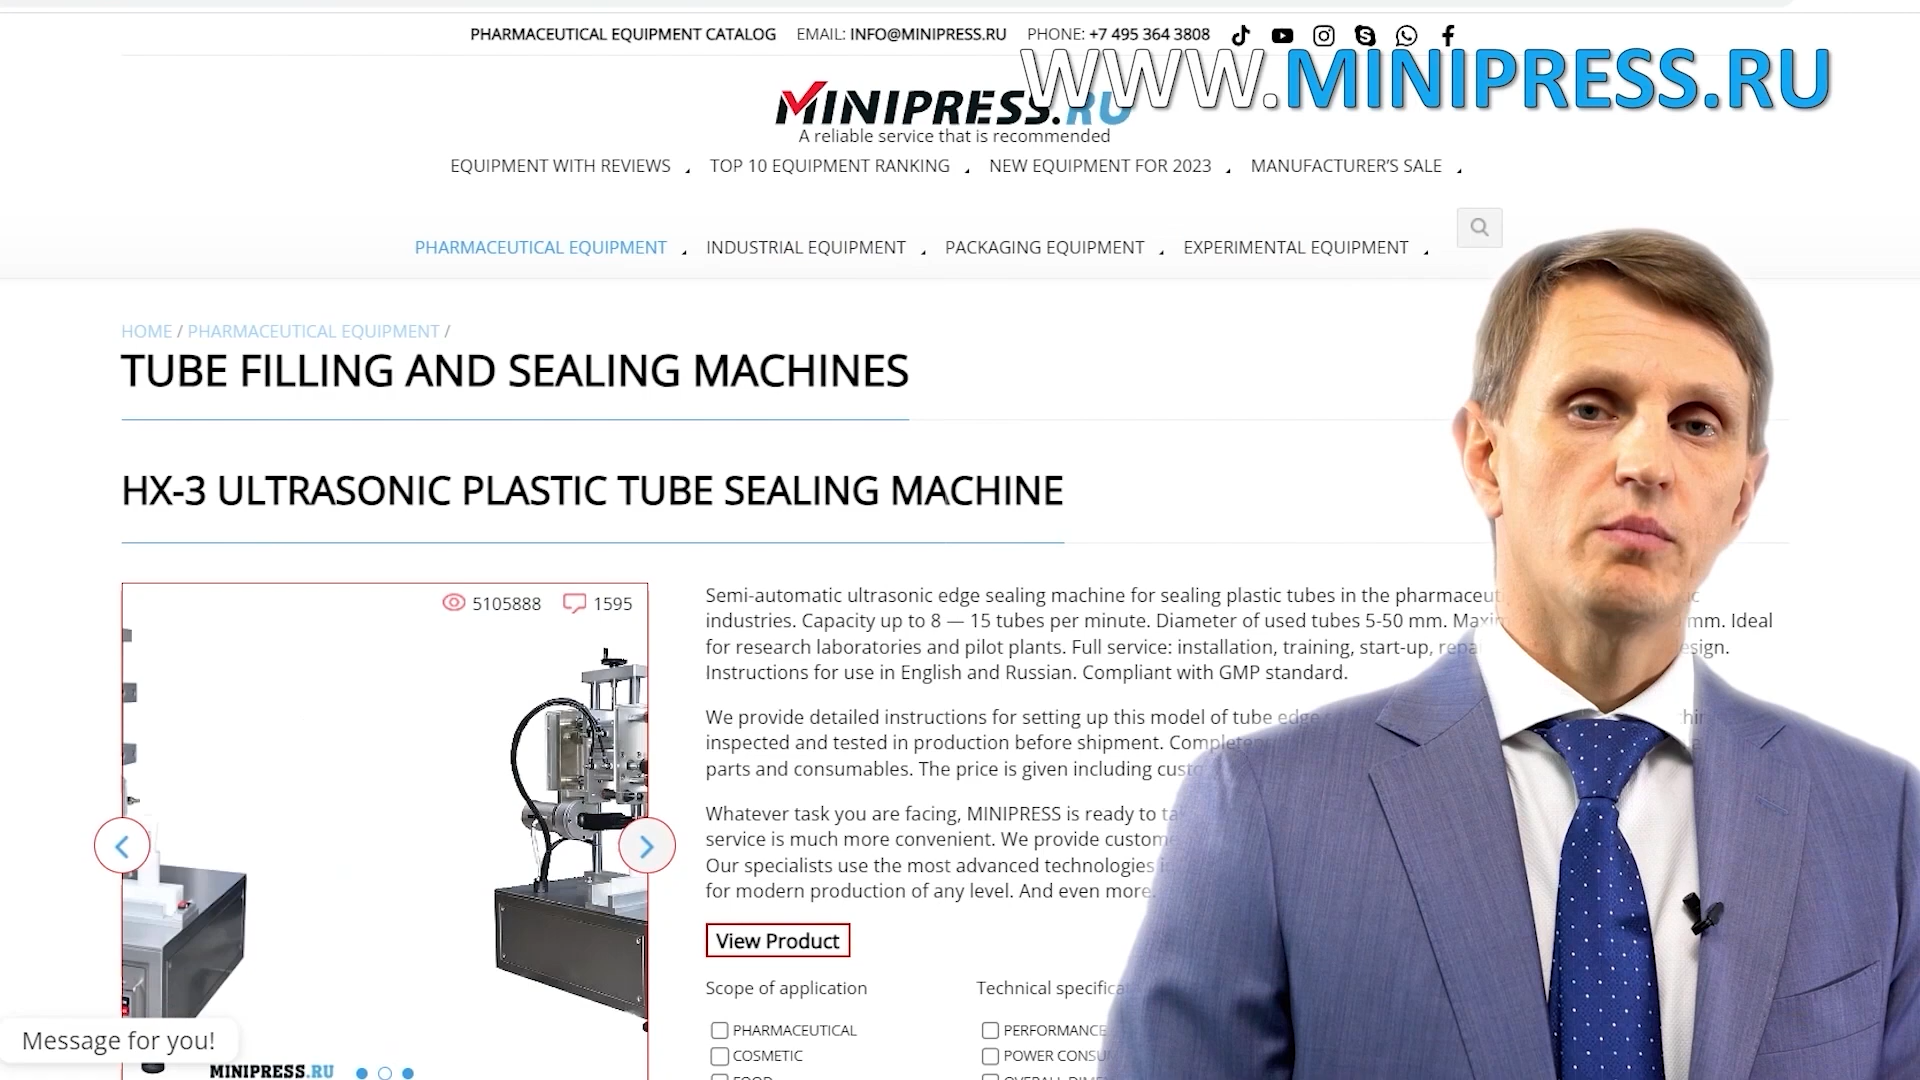 PHARMACEUTICAL EQUIPMENT CATALOG EMAIL: INFO@MINIPRESS.RU PHONE: +7 495 364 3808
WWW.MINIPRESS.RU
MINIPRESS.RU
A reliable service that is recommended
EQUIPMENT WITH REVIEWS TOP 10 EQUIPMENT RANKING NEW EQUIPMENT FOR 2023 MANUFACTURER'S SALE
PHARMACEUTICAL EQUIPMENT INDUSTRIAL EQUIPMENT PACKAGING EQUIPMENT EXPERIMENTAL EQUIPMENT
HOME / PHARMACEUTICAL EQUIPMENT /
TUBE FILLING AND SEALING MACHINES
HX-3 ULTRASONIC PLASTIC TUBE SEALING MACHINE
5105888 1595
Semi-automatic ultrasonic edge sealing machine for sealing plastic tubes in the
industries. Capacity up to 8 — 15 tubes per minute. Diameter of used tubes 5-50 mm. mm. Ideal
for research laboratories and pilot plants. Full service: installation, training, start-up,
Instructions for use in English and Russian. Compliant with GMP standard.
We provide detailed instructions for setting up this model of tube edge
inspected and tested in production before shipment.
parts and consumables. The price is given including
Whatever task you are facing, MINIPRESS is ready to
service is much more convenient. We provide
Our specialists use the most advanced technologies
for modern production of any level. And even more.
View Product
Scope of application Technical
PHARMACEUTICAL PERFORMANCE
COSMETIC POWER
FOOD OVERALL
Message for you!
MINIPRESS.RU